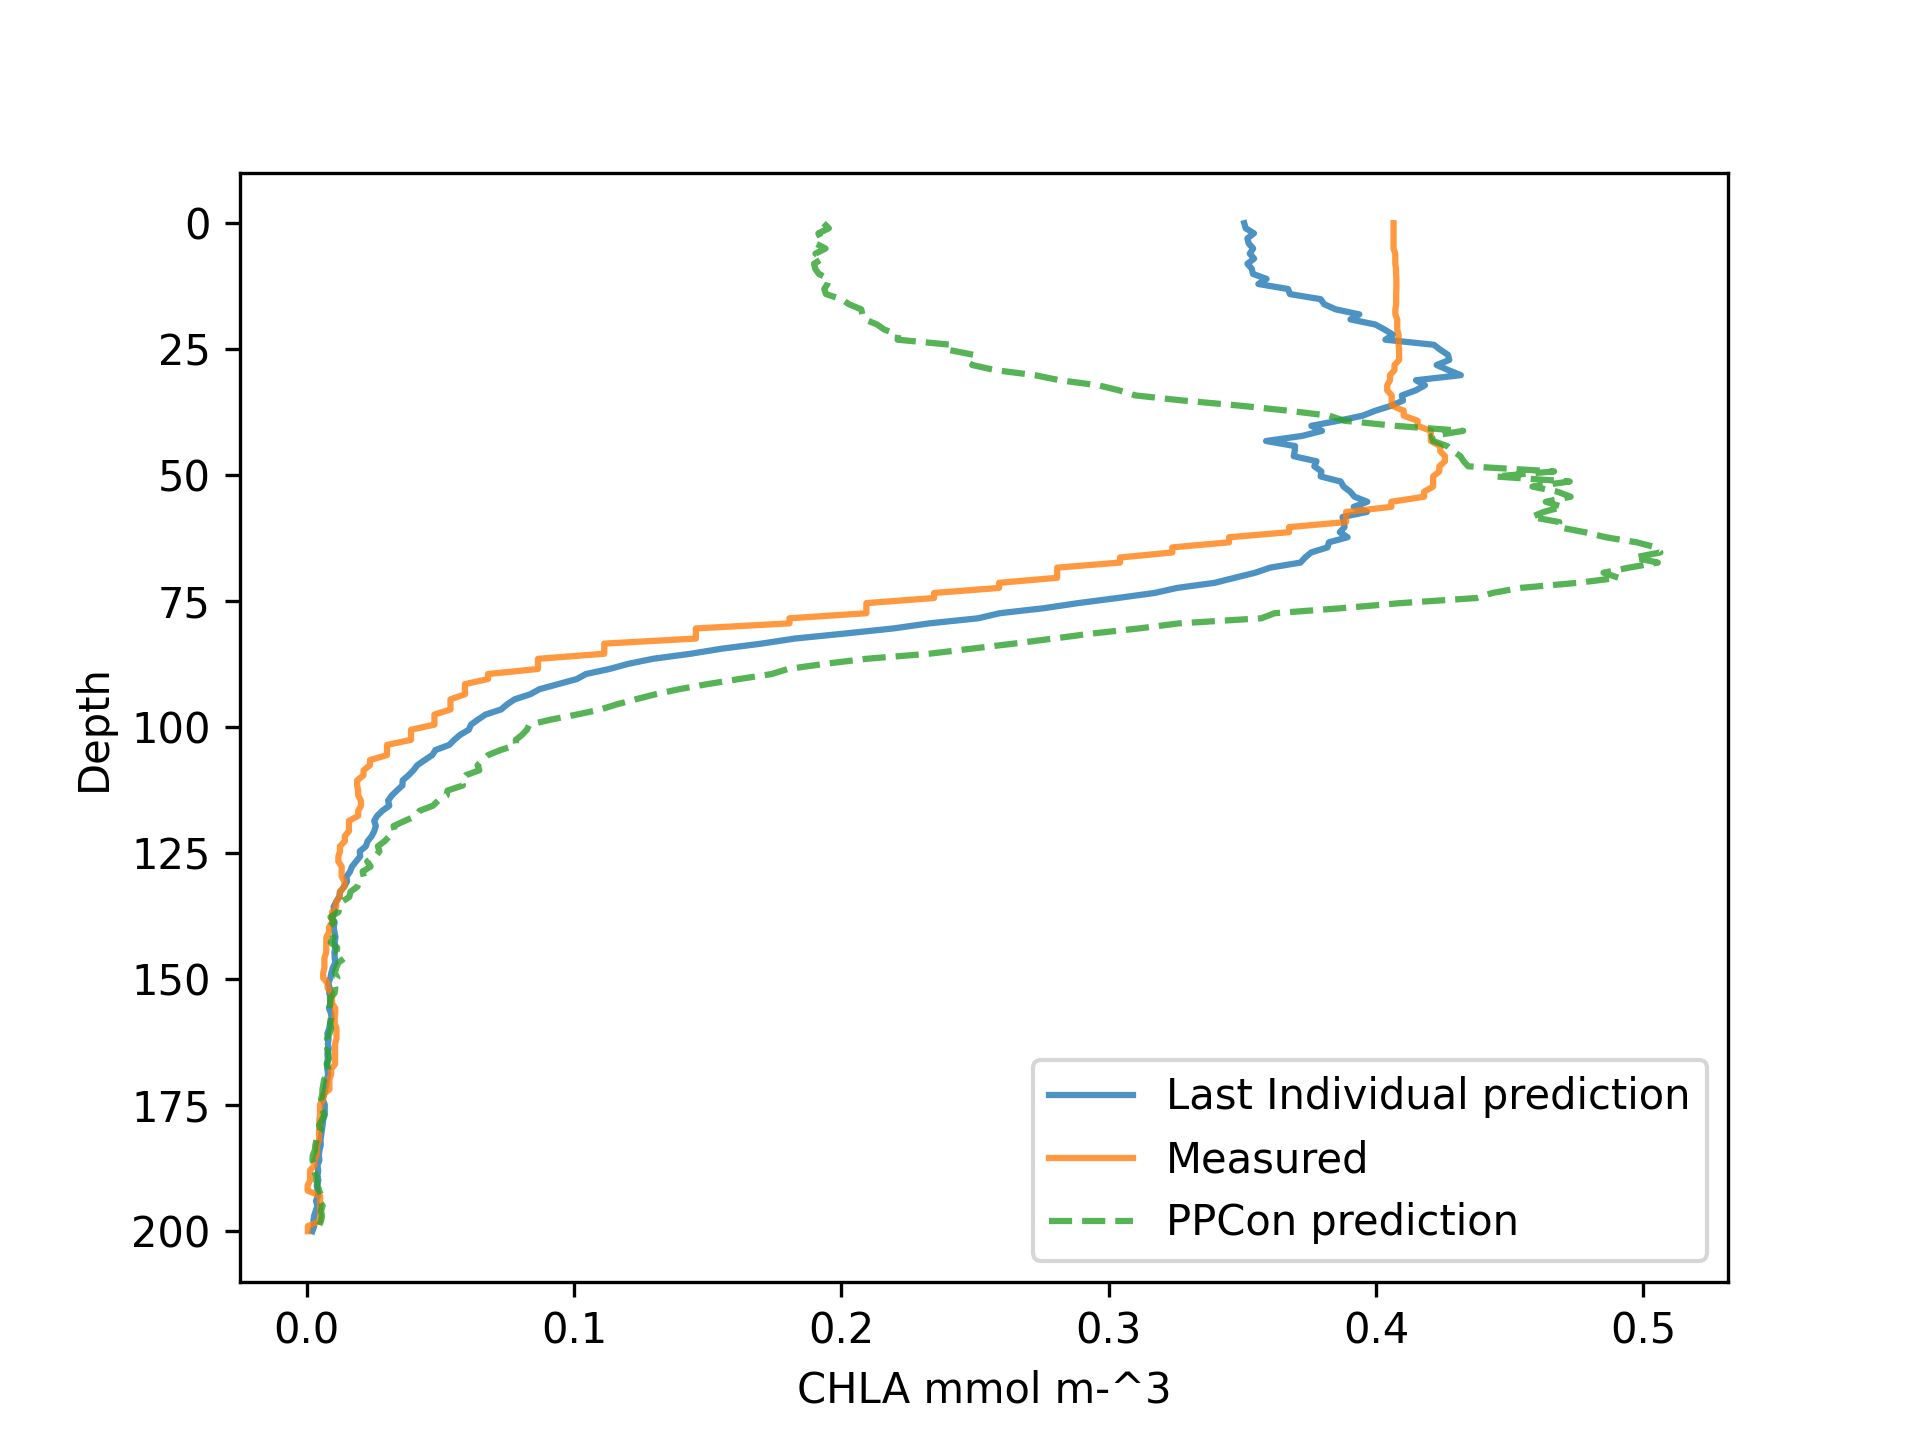 0
25
50
75
100
125
150
175
200
Depth
0.0 0.1 0.2 0.3 0.4 0.5
CHLA mmol m-^3
Last Individual prediction
Measured
PPCon prediction